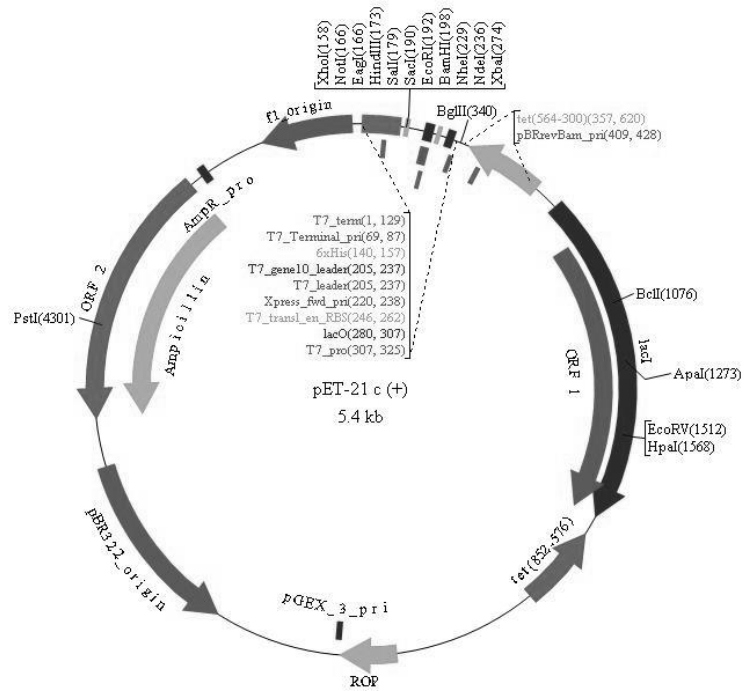 XhoI(158)
NotI(166)
EagI(166)
HindIII(173)
SalI(179)
SacI(190)
EcoRI(192)
BamHI(198)
NheI(229)
NdeI(236)
XbaI(274)
f1_origin
BglII(340)
tet(564-300)(357, 620)
pBRrevBam_pri(409, 428)
AmpR_pro
T7_term(1, 129)
T7_Terminal_pri(69, 87)
6xHis(140, 157)
T7_gene10_leader(205, 237)
T7_leader(205, 237)
Xpress_fwd_pri(220, 238)
T7_transl_en_RBS(246, 262)
lacO(280, 307)
T7_pro(307, 325)
pET-21 c (+)
5.4 kb
ORF 2
Ampicillin
PstI(4301)
BclI(1076)
lacI
ORF 1
ApaI(1273)
EcoRV(1512)
HpaI(1568)
tet(852, 576)
pBR322_origin
pGEX_3_pri
ROP